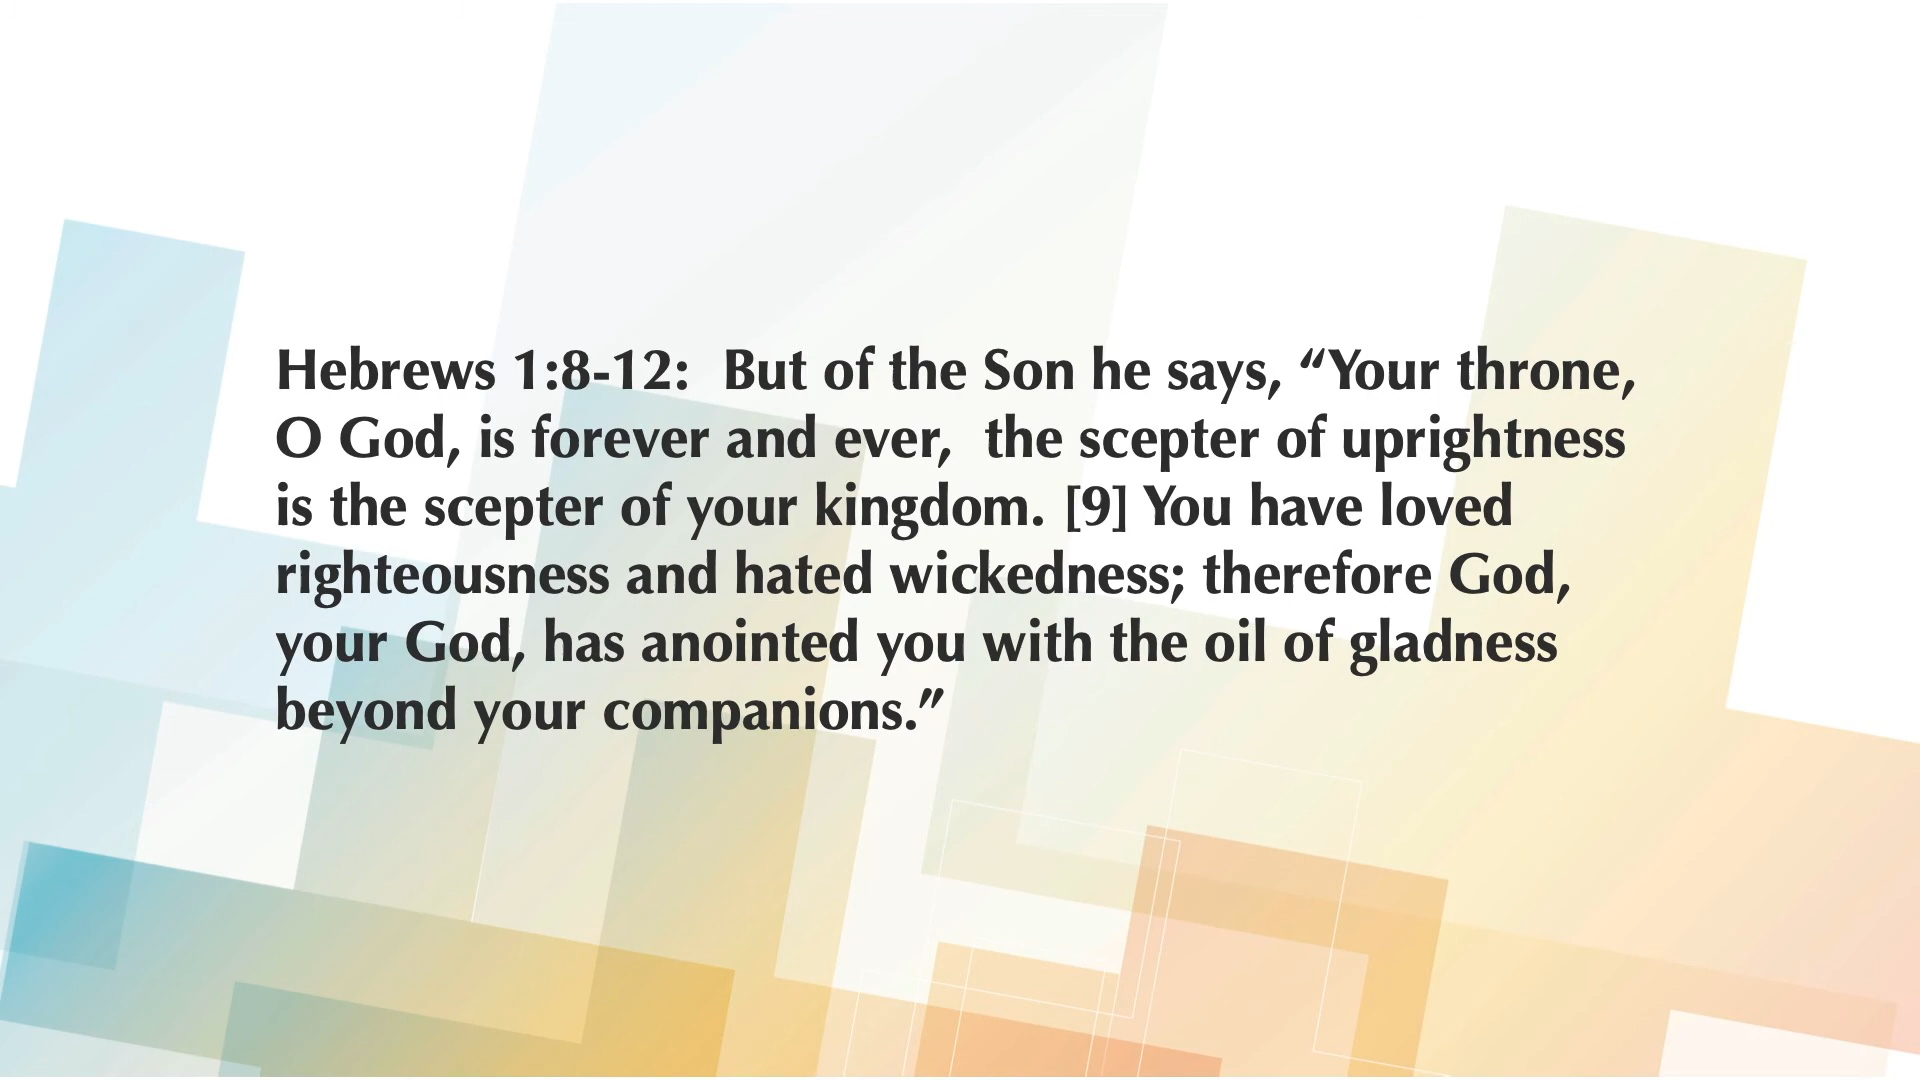 Hebrews 1:8-12:  But of the Son he says, “Your throne,
O God, is forever and ever,  the scepter of uprightness
is the scepter of your kingdom. [9] You have loved
righteousness and hated wickedness; therefore God,
your God, has anointed you with the oil of gladness
beyond your companions.”